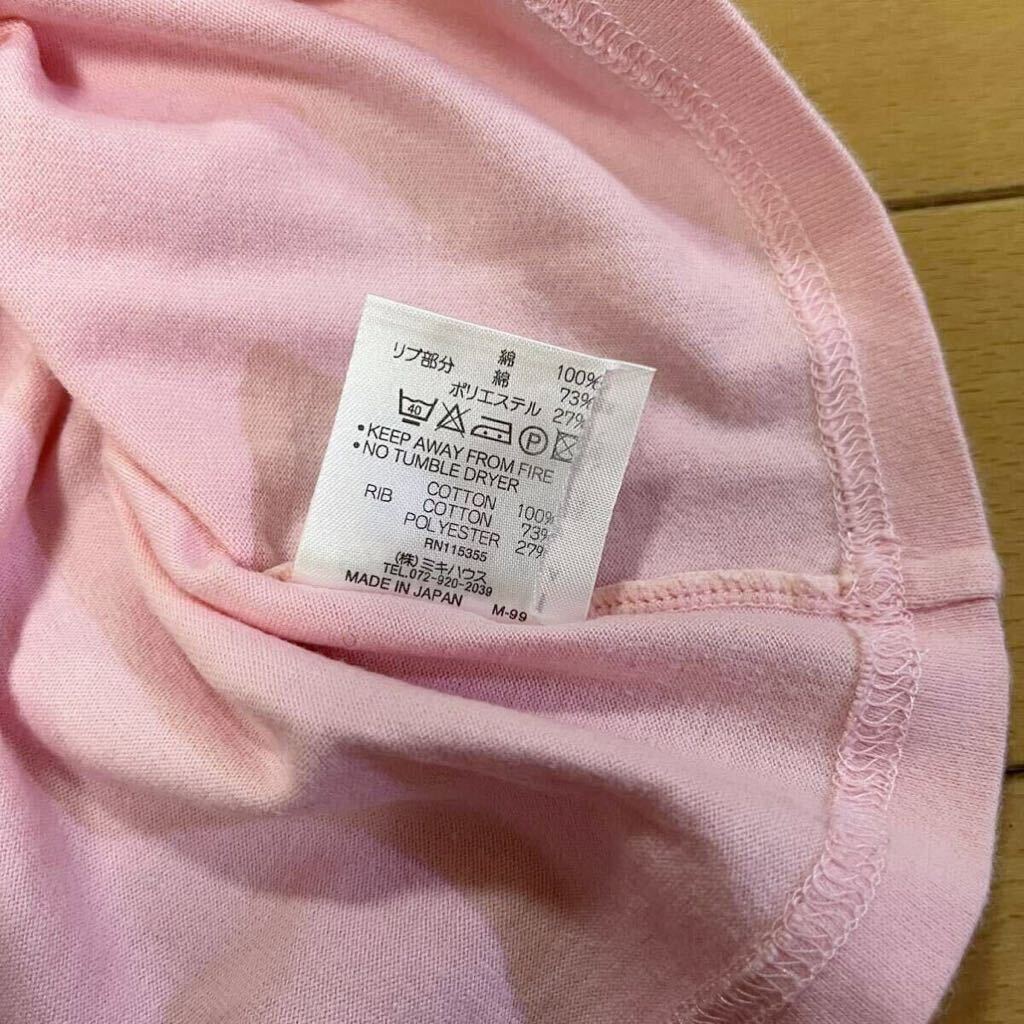 綿 100%
リブ部分 綿 73%
ポリエステル 27%
40 P
•KEEP AWAY FROM FIRE
•NO TUMBLE DRYER
COTTON 100%
RIB COTTON 73%
POLYESTER 27%
RN115355
(株)ミキハウス
TEL.072-920-2039
MADE IN JAPAN M-99